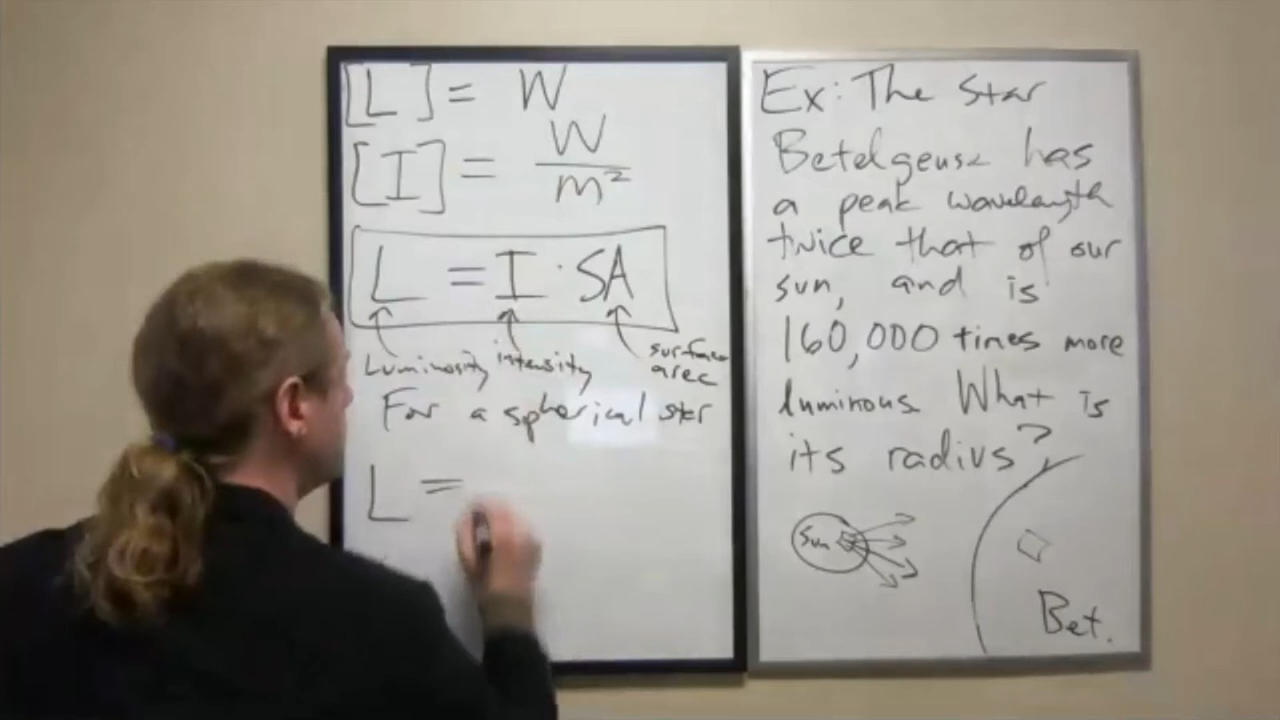 [L] = W
[I] = W/m²
L = I · SA
Luminosity intensity surface area
For a spherical star
L =
Ex: The star
Betelgeuse has
a peak wavelength
twice that of our
sun, and is
160,000 times more
luminous. What is
its radius?
Sun
Bet.